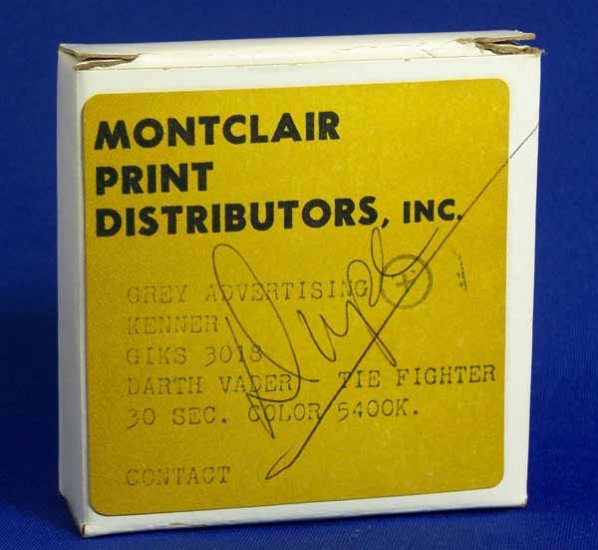 MONTCLAIR
PRINT
DISTRIBUTORS, INC.
GREY ADVERTISING
KENNER
GIKS 3018
DARTH VADER TIE FIGHTER
30 SEC. COLOR 5400K.
CONTACT